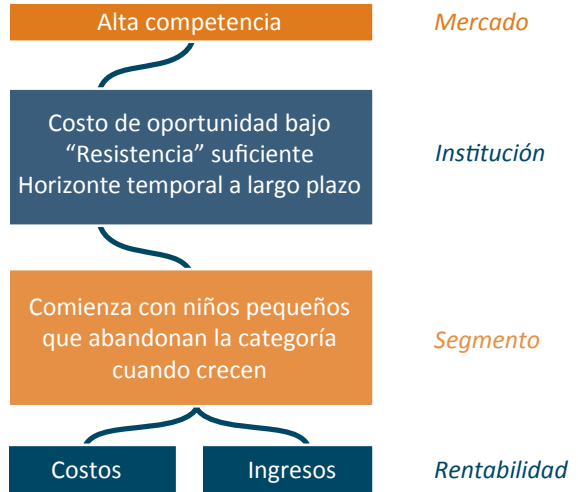 Alta competencia
Mercado
Costo de oportunidad bajo
“Resistencia” suficiente
Horizonte temporal a largo plazo
Institución
Comienza con niños pequeños
que abandonan la categoría
cuando crecen
Segmento
Costos
Ingresos
Rentabilidad